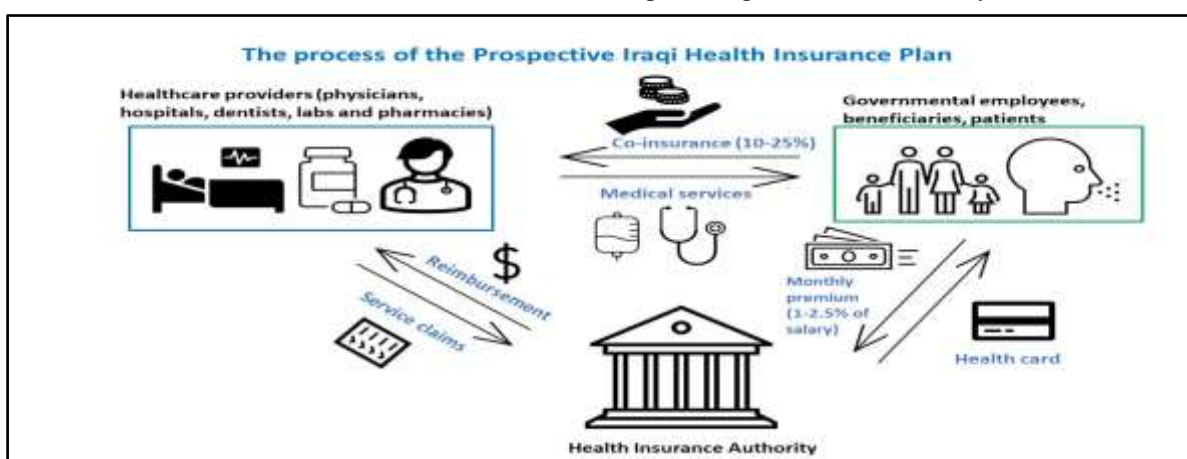 The process of the Prospective Iraqi Health Insurance Plan
Healthcare providers (physicians,
hospitals, dentists, labs and pharmacies)
Governmental employees,
beneficiaries, patients
Co-insurance (10-25%)
Medical services
Reimbursement
$
Service claims
Monthly
premium
(1-2.5% of
salary)
Health card
Health Insurance Authority